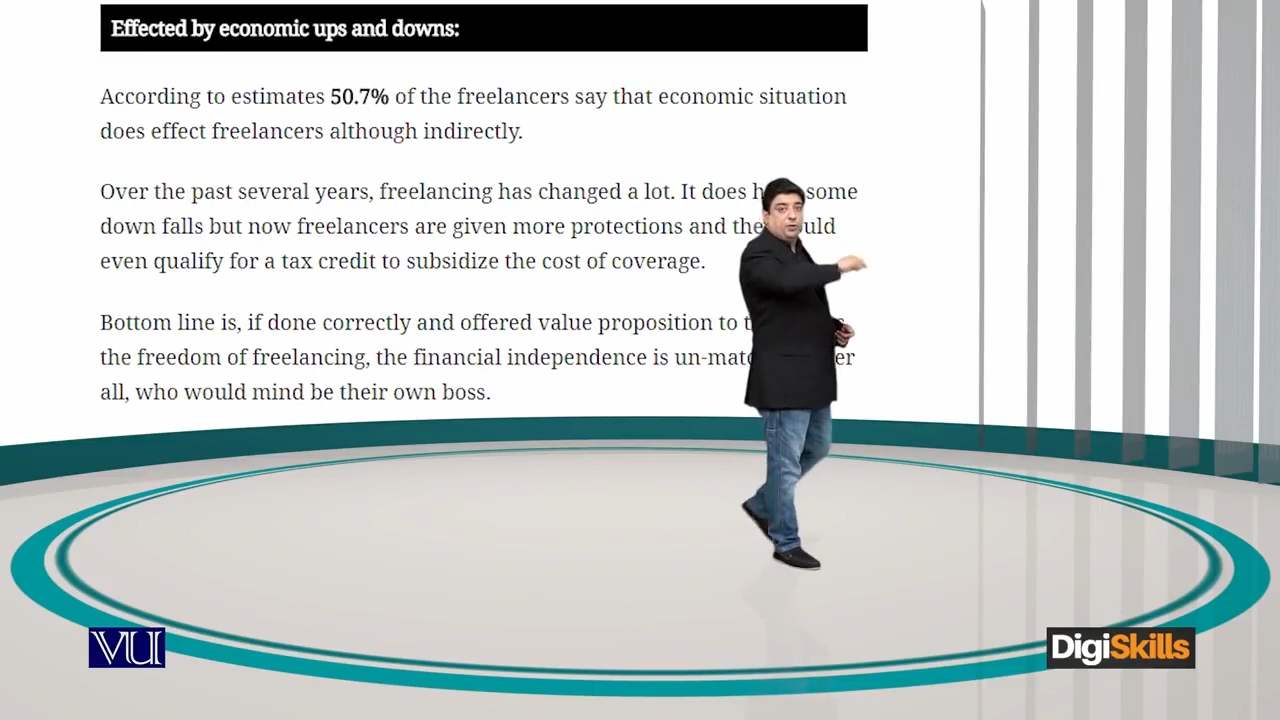 Effected by economic ups and downs:
According to estimates 50.7% of the freelancers say that economic situation
does effect freelancers although indirectly.
Over the past several years, freelancing has changed a lot. It does some
down falls but now freelancers are given more protections and
even qualify for a tax credit to subsidize the cost of coverage.
Bottom line is, if done correctly and offered value proposition to
the freedom of freelancing, the financial independence is
all, who would mind be their own boss.
VU
DigiSkills